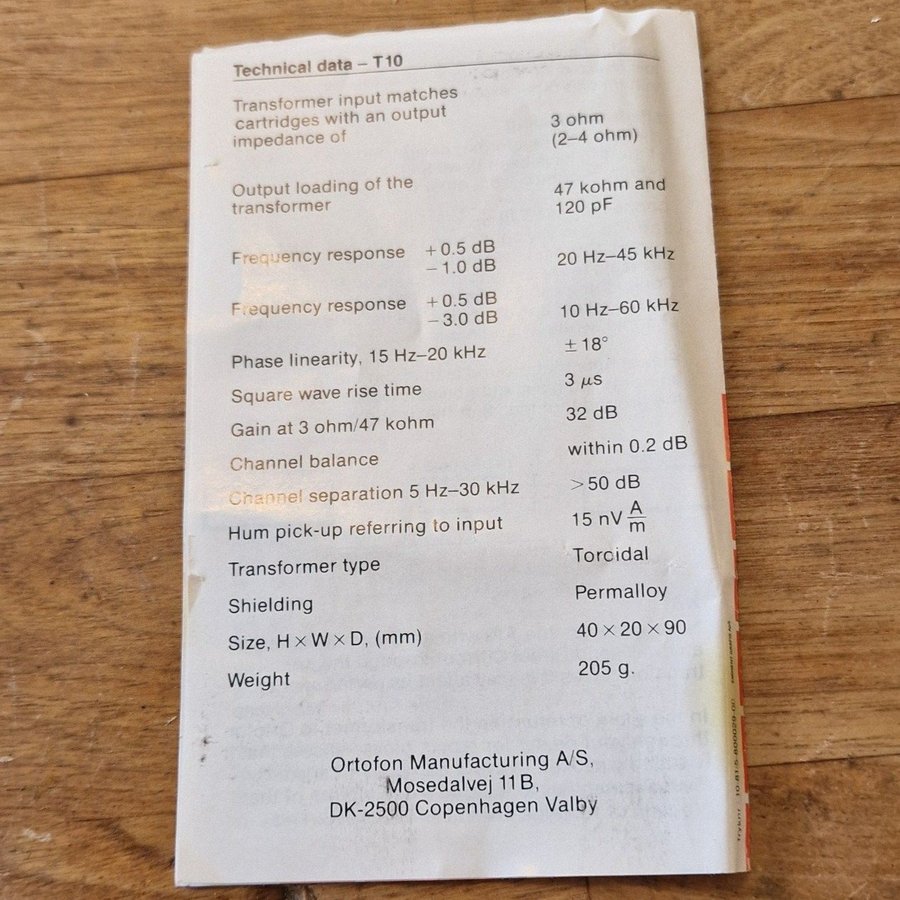 Technical data – T10
Transformer input matches
cartridges with an output
impedance of
3 ohm
(2–4 ohm)
Output loading of the
transformer
47 kohm and
120 pF
Frequency response +0.5 dB
–1.0 dB
20 Hz–45 kHz
Frequency response +0.5 dB
–3.0 dB
10 Hz–60 kHz
Phase linearity, 15 Hz–20 kHz ±18°
Square wave rise time 3 μs
Gain at 3 ohm/47 kohm 32 dB
Channel balance within 0.2 dB
Channel separation 5 Hz–30 kHz >50 dB
Hum pick-up referring to input 15 nV A/m
Transformer type Toroidal
Shielding Permalloy
Size, H×W×D, (mm) 40×20×90
Weight 205 g.
Ortofon Manufacturing A/S,
Mosedalvej 11B,
DK-2500 Copenhagen Valby